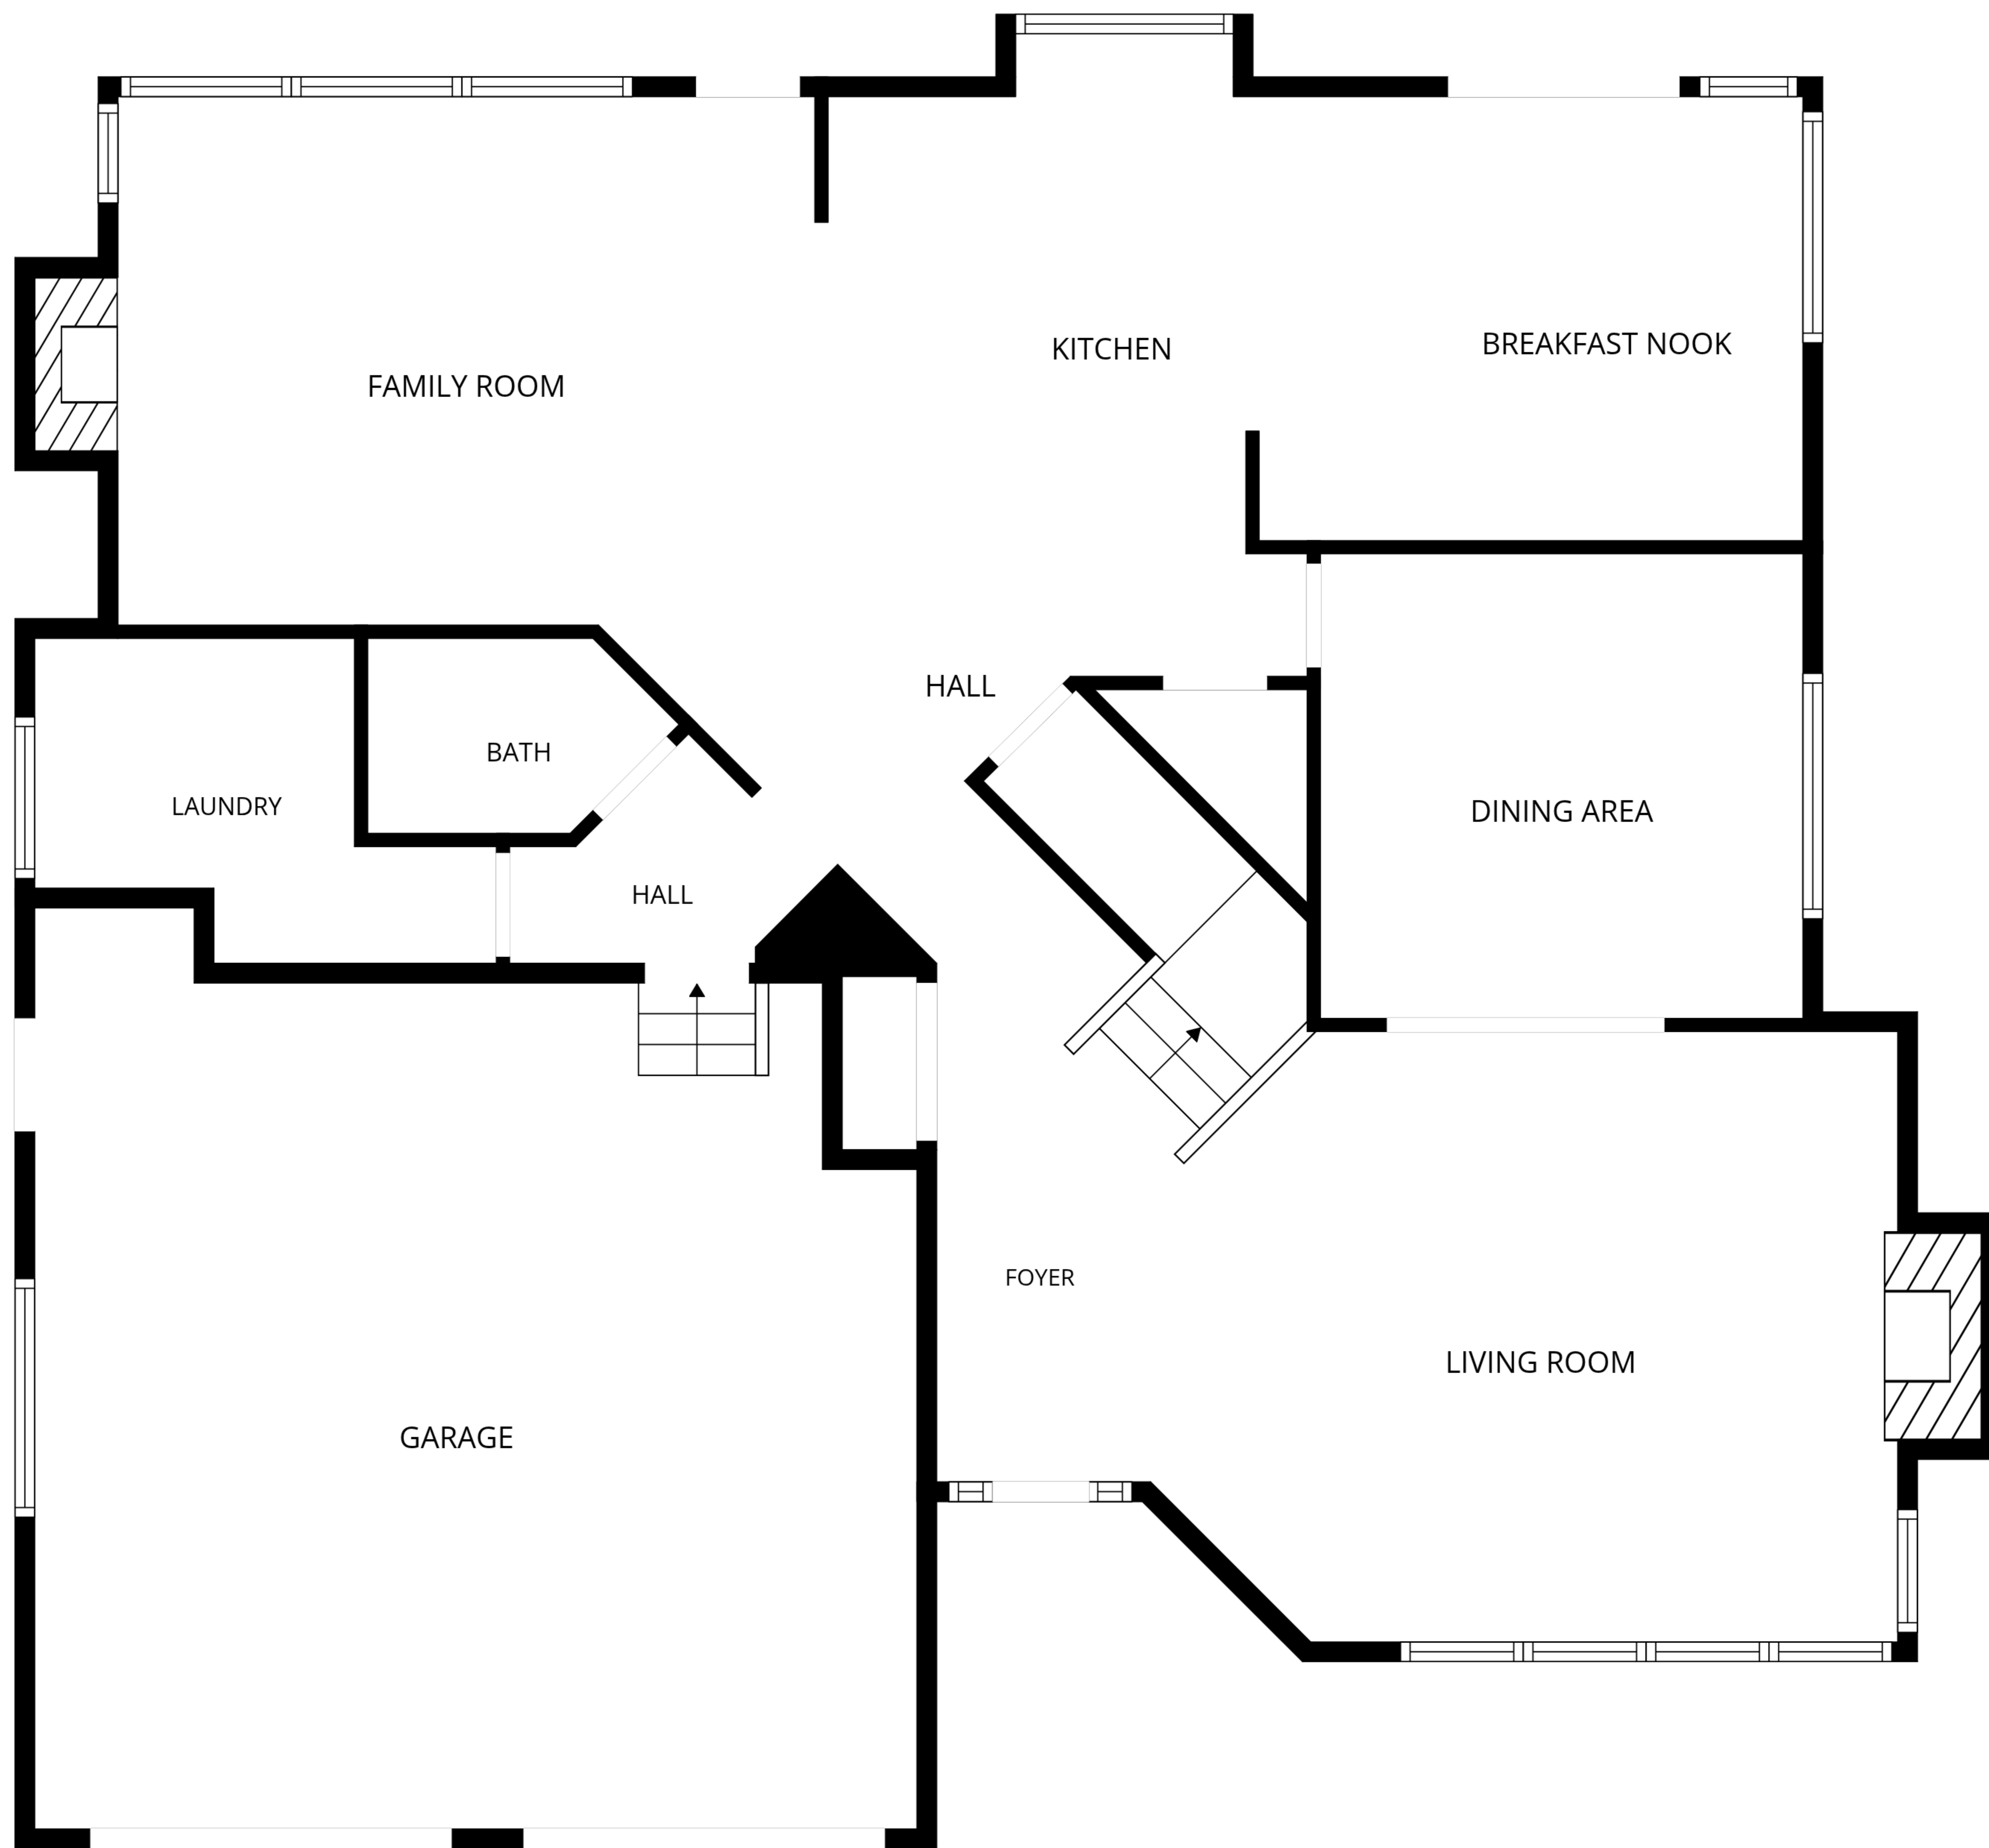 KITCHEN
BREAKFAST NOOK
FAMILY ROOM
HALL
BATH
LAUNDRY
DINING AREA
HALL
FOYER
LIVING ROOM
GARAGE